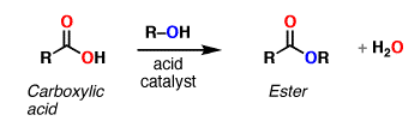 O
R
OH
Carboxylic
acid
R–OH
acid
catalyst
O
R
OR
Ester
+ H₂O